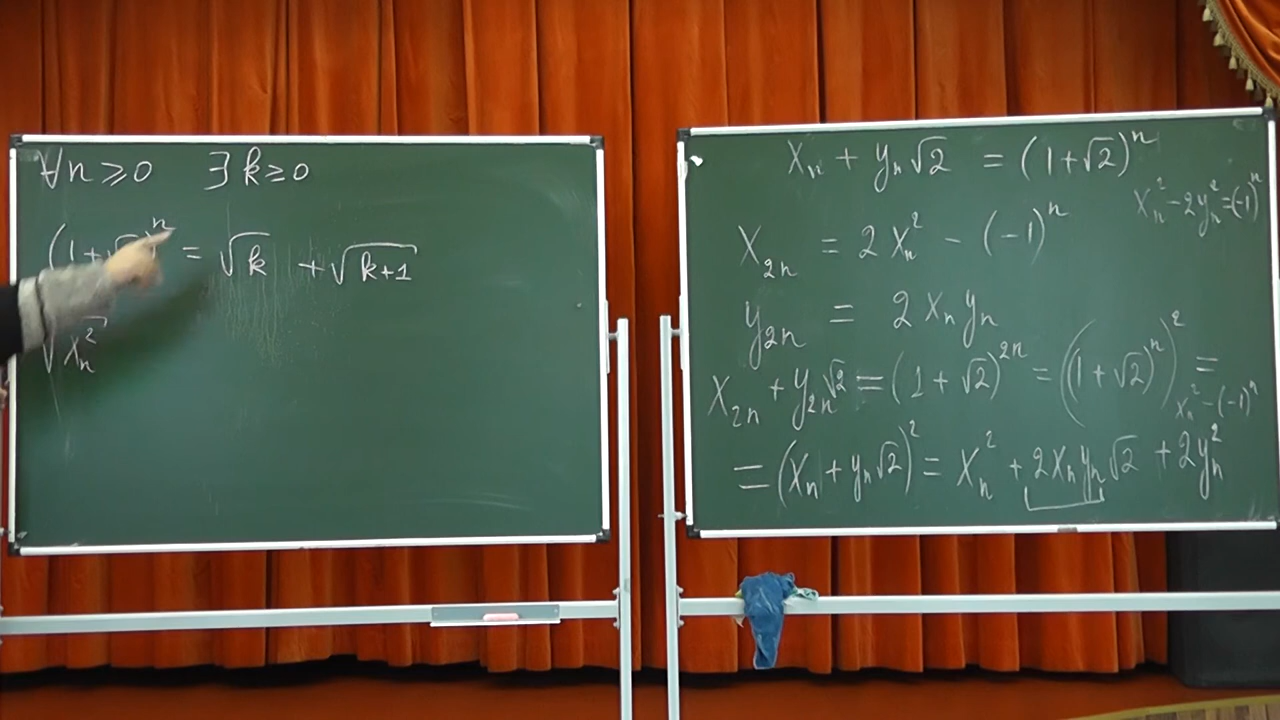 ∀n ⩾ 0 ∃ k ≥ 0
(1+ )ⁿ = √k + √(k+1)
√(xₙ²)
xₙ + yₙ√2 = (1+√2)ⁿ
xₙ² − 2yₙ² = (−1)ⁿ
x₂ₙ = 2xₙ² − (−1)ⁿ
y₂ₙ = 2xₙyₙ
x₂ₙ + y₂ₙ√2 = (1+√2)²ⁿ = ((1+√2)ⁿ)² =
xₙ² − (−1)ⁿ
= (xₙ + yₙ√2)² = xₙ² + 2xₙyₙ√2 + 2yₙ²